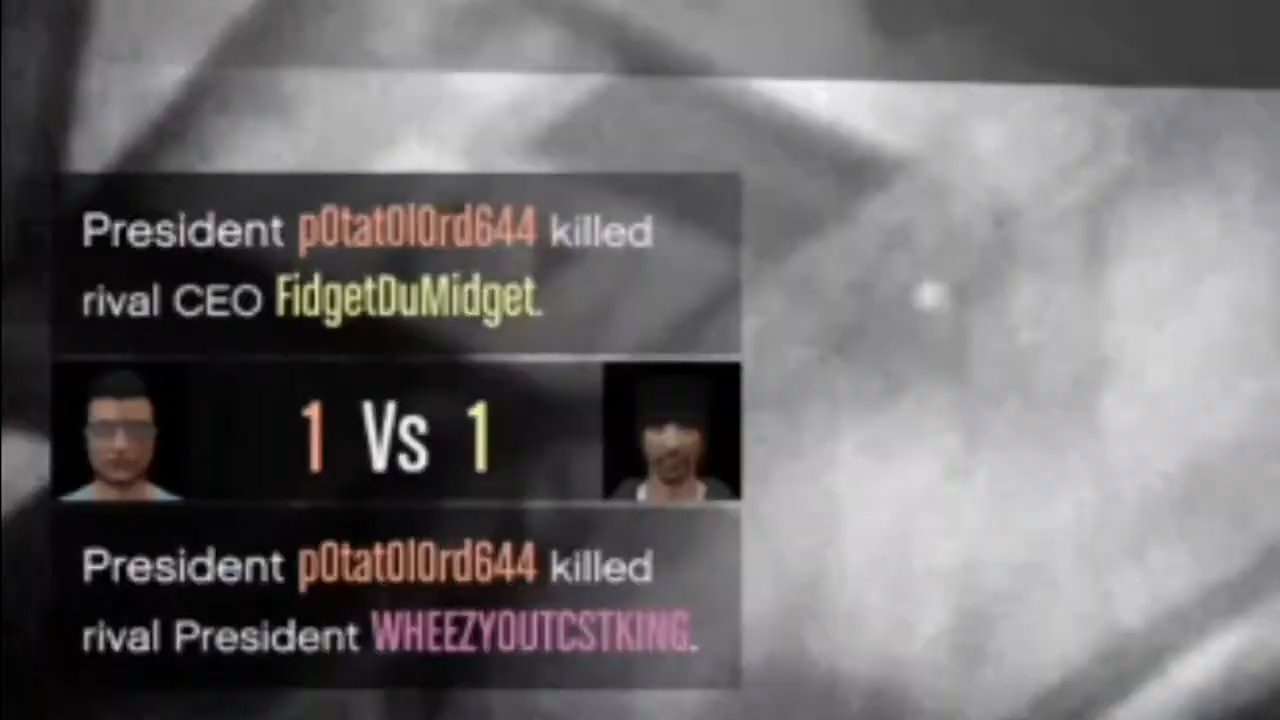 President p0tat0l0rd644 killed
rival CEO FidgetDuMidget.
1 Vs 1
President p0tat0l0rd644 killed
rival President WHEEZYOUTCSTKING.